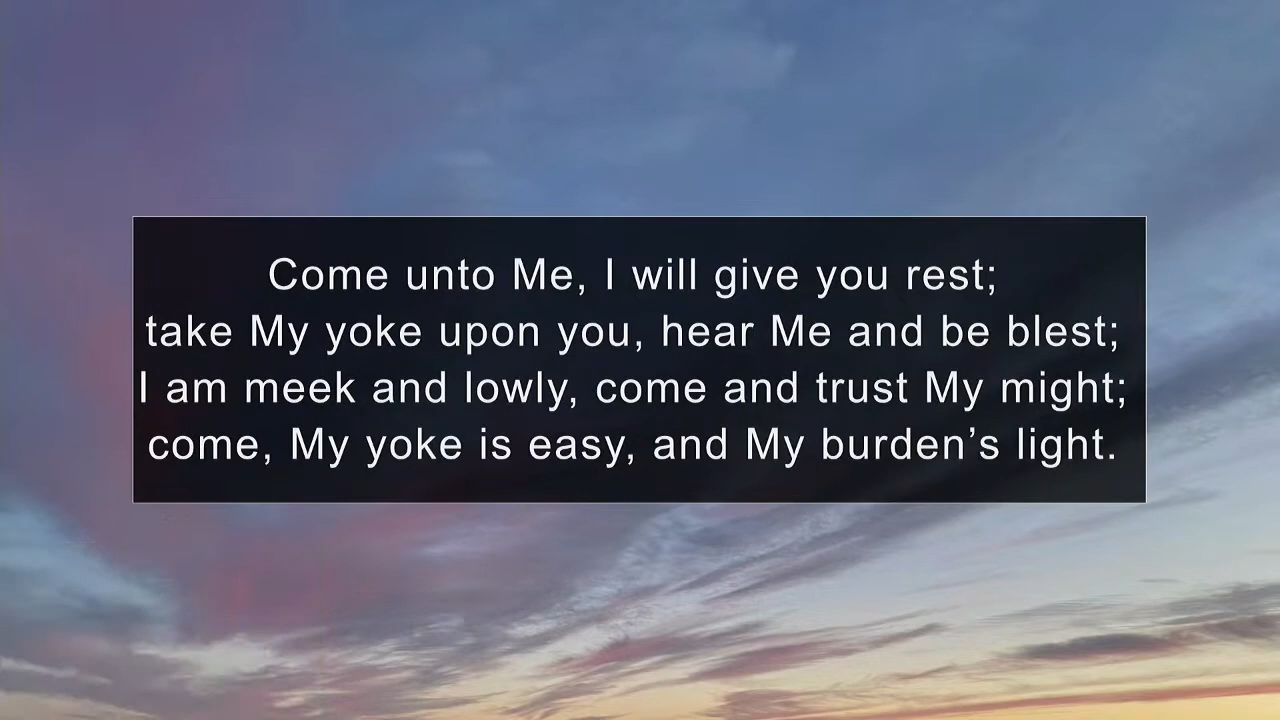 Come unto Me, I will give you rest;
take My yoke upon you, hear Me and be blest;
I am meek and lowly, come and trust My might;
come, My yoke is easy, and My burden’s light.